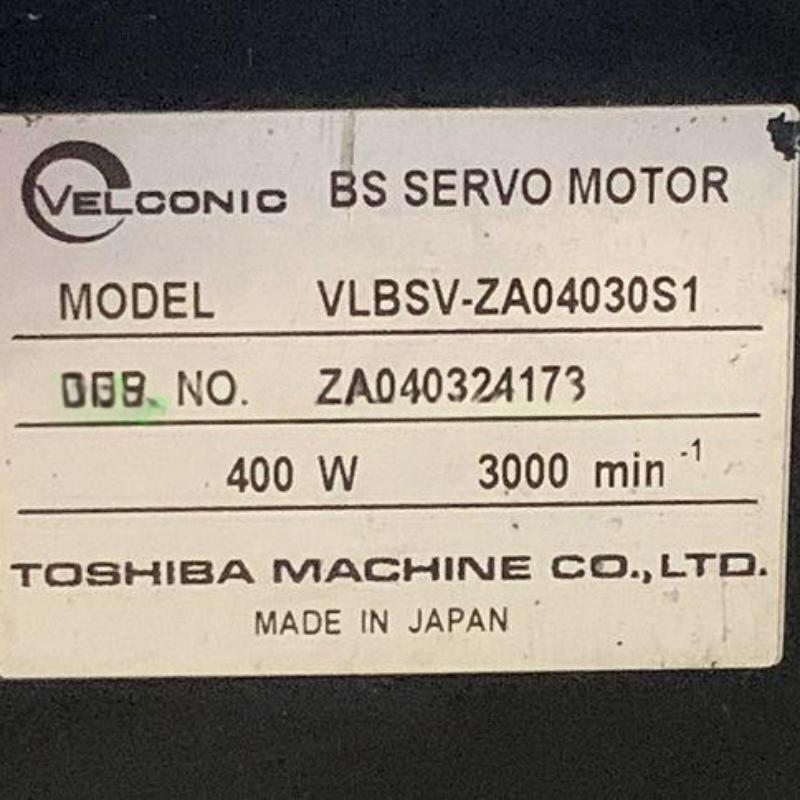 VELCONIC BS SERVO MOTOR
MODEL VLBSV-ZA04030S1
NO. ZA040324173
400 W 3000 min⁻¹
TOSHIBA MACHINE CO.,LTD.
MADE IN JAPAN